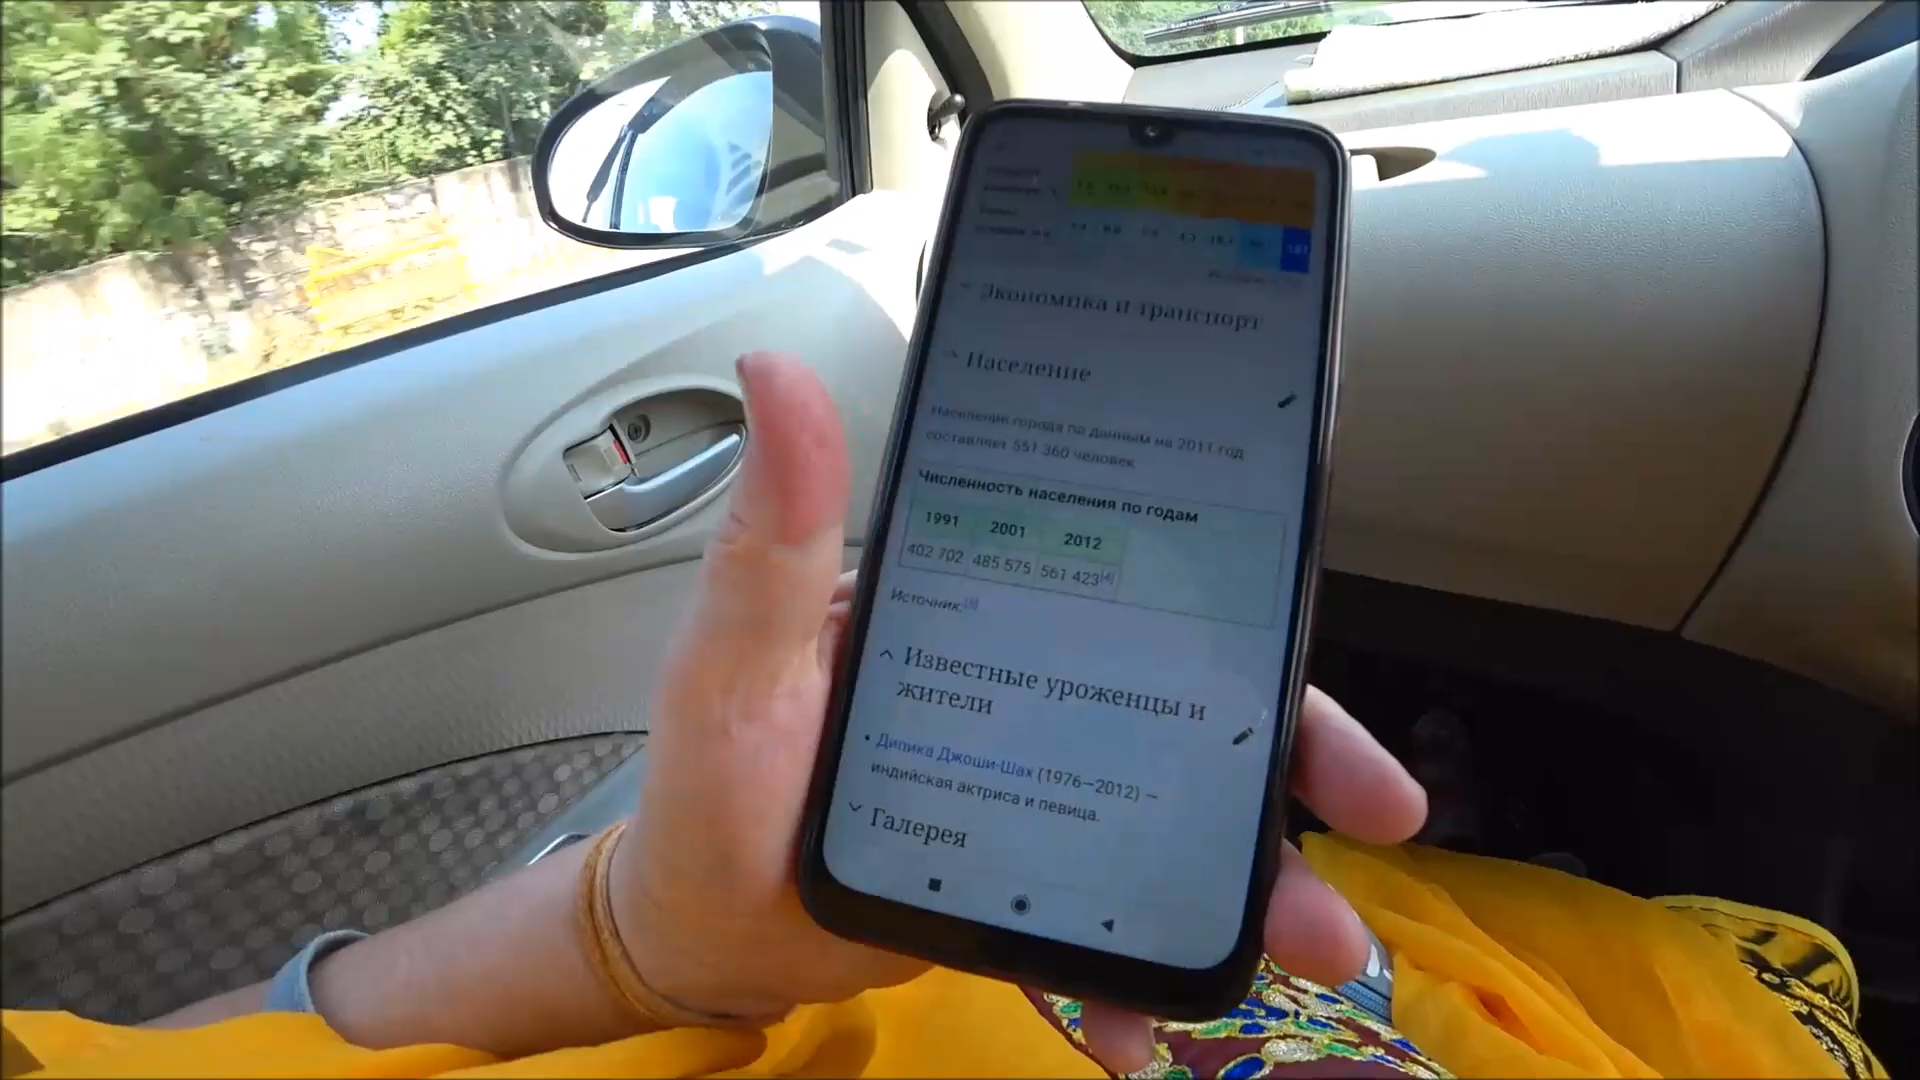 Экономика и транспорт
Население
Население города по данным на 2011 год
составляет 551 360 человек
Численность населения по годам
1991 2001 2012
402 702 485 575 561 423[4]
Источник:[5]
Известные уроженцы и
жители
• Дипика Джоши-Шах (1976—2012) —
индийская актриса и певица.
Галерея